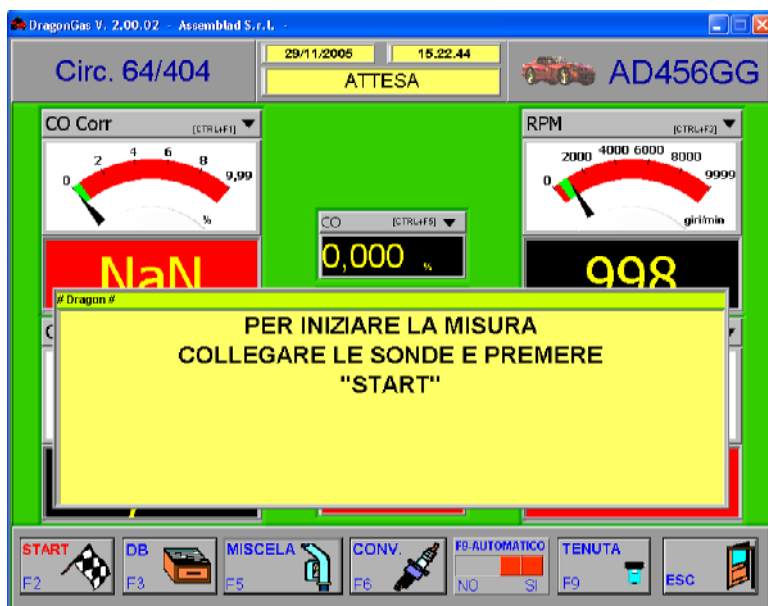 DragonGas V. 2.00.02 - Assemblad S.r.l. -
Circ. 64/404
29/11/2005
15.22.44
ATTESA
AD456GG
CO Corr
[CTRL+F1]
0
2
4
6
8
9,99
%
NaN
CO
[CTRL+F5]
0,000 %
RPM
[CTRL+F3]
0
2000
4000
6000
8000
9999
giri/min
998
# Dragon #
PER INIZIARE LA MISURA
COLLEGARE LE SONDE E PREMERE
"START"
START
F2
DB
F3
MISCELA
F5
CONV.
F6
F8-AUTOMATICO
NO SI
TENUTA
F9
ESC